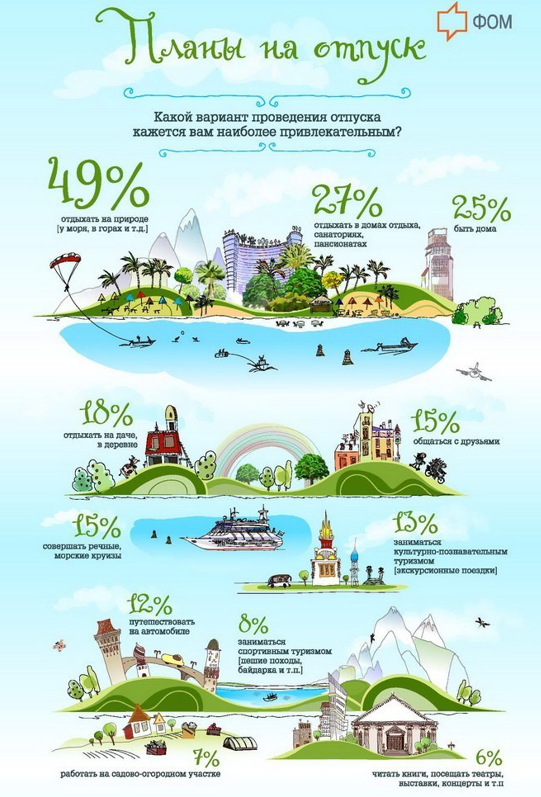 ФОМ
Планы на отпуск
Какой вариант проведения отпуска
кажется вам наиболее привлекательным?
49%
отдыхать на природе
[у моря, в горах и т.д.]
27%
отдыхать в домах отдыха,
санаториях,
пансионатах
25%
быть дома
18%
отдыхать на даче,
в деревне
15%
общаться с друзьями
15%
совершать речные,
морские круизы
13%
заниматься
культурно-познавательным
туризмом
[экскурсионные поездки]
12%
путешествовать
на автомобиле
8%
заниматься
спортивным туризмом
[пешие походы,
байдарка и т.п.]
7%
работать на садово-огородном участке
6%
читать книги, посещать театры,
выставки, концерты и т.п